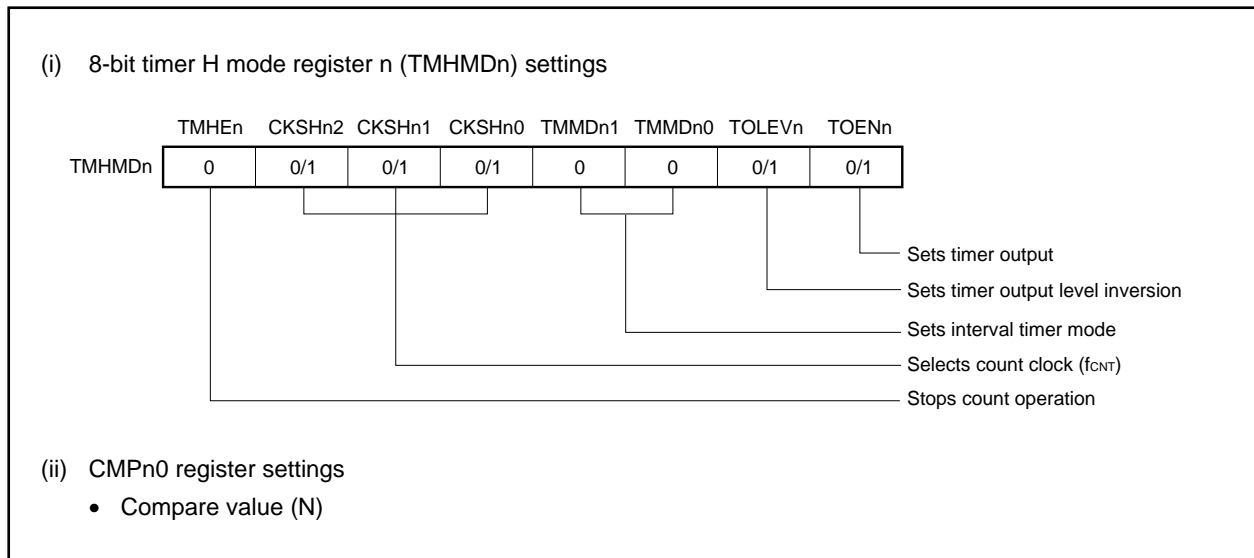 (i) 8-bit timer H mode register n (TMHMDn) settings
TMHEn CKSHn2 CKSHn1 CKSHn0 TMMDn1 TMMDn0 TOLEVn TOENn
TMHMDn 0 0/1 0/1 0/1 0 0 0/1 0/1
Sets timer output
Sets timer output level inversion
Sets interval timer mode
Selects count clock (fCNT)
Stops count operation
(ii) CMPn0 register settings
• Compare value (N)